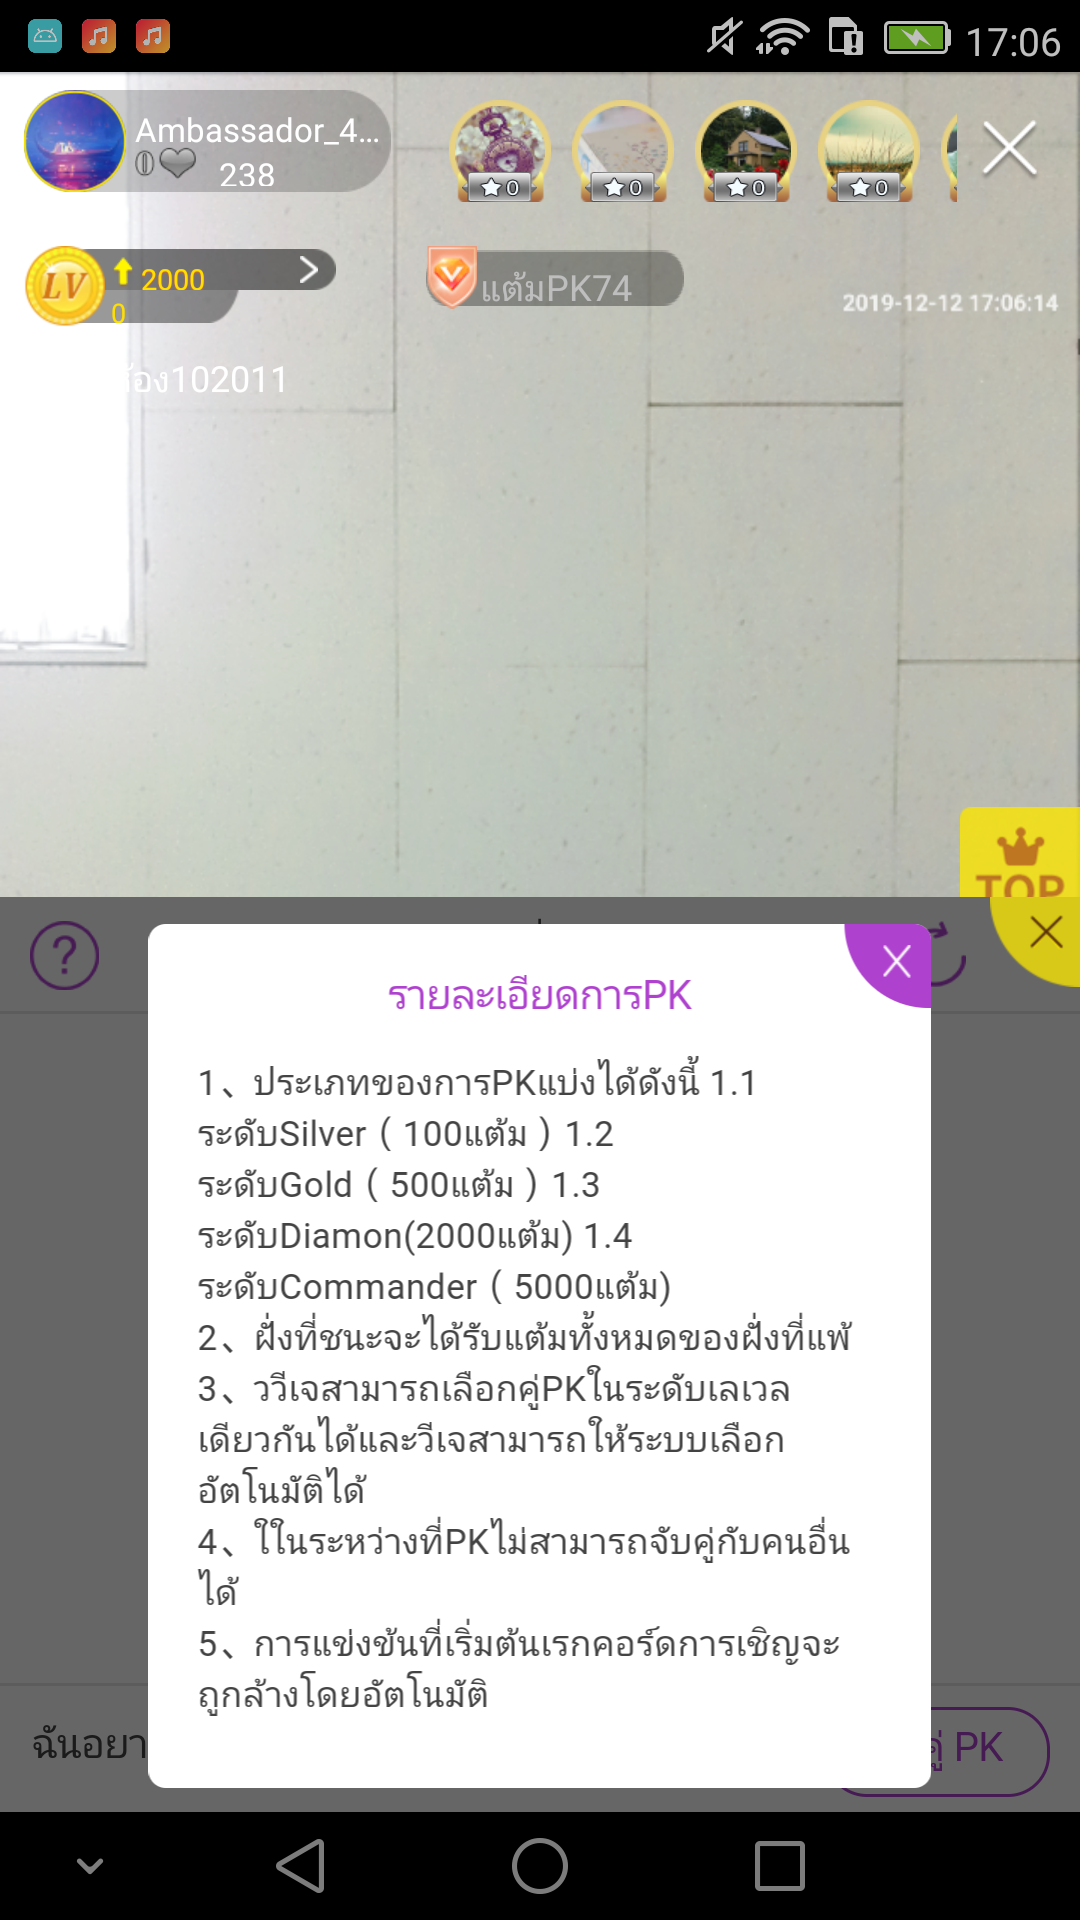 17:06
Ambassador_4...
238
0
0
0
0
LV
2000
0
แต้มPK74
2019-12-12 17:06:14
102011
TOP
รายละเอียดการPK
1、ประเภทของการPKแบ่งได้ดังนี้ 1.1
ระดับSilver ( 100แต้ม ) 1.2
ระดับGold ( 500แต้ม ) 1.3
ระดับDiamon(2000แต้ม) 1.4
ระดับCommander ( 5000แต้ม)
2、ฝั่งที่ชนะจะได้รับแต้มทั้งหมดของฝั่งที่แพ้
3、ววีเจสามารถเลือกคู่PKในระดับเลเวล
เดียวกันได้และวีเจสามารถให้ระบบเลือก
อัตโนมัติได้
4、ใในระหว่างที่PKไม่สามารถจับคู่กับคนอื่น
ได้
5、การแข่งข้นที่เริ่มต้นเรกคอร์ดการเชิญจะ
ถูกล้างโดยอัตโนมัติ
ฉันอยา
คู่ PK